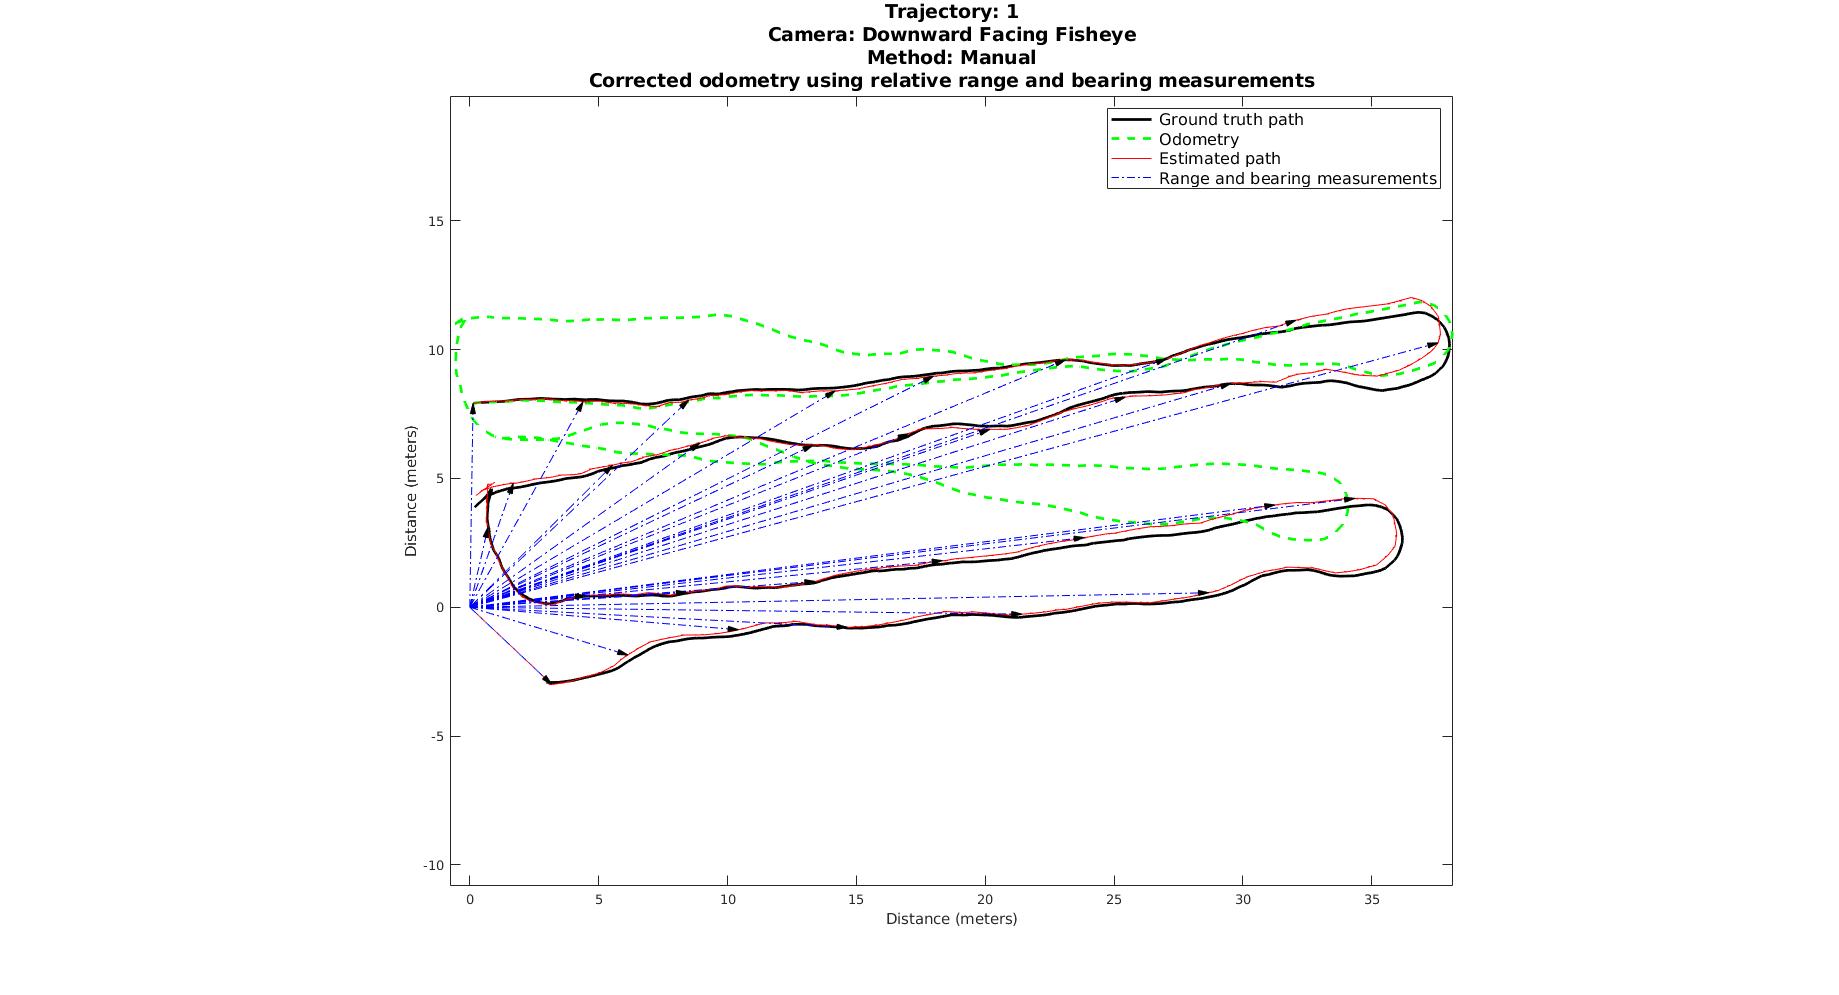 Trajectory: 1
Camera: Downward Facing Fisheye
Method: Manual
Corrected odometry using relative range and bearing measurements
Ground truth path
Odometry
Estimated path
Range and bearing measurements
15
10
5
0
-5
-10
Distance (meters)
0 5 10 15 20 25 30 35
Distance (meters)